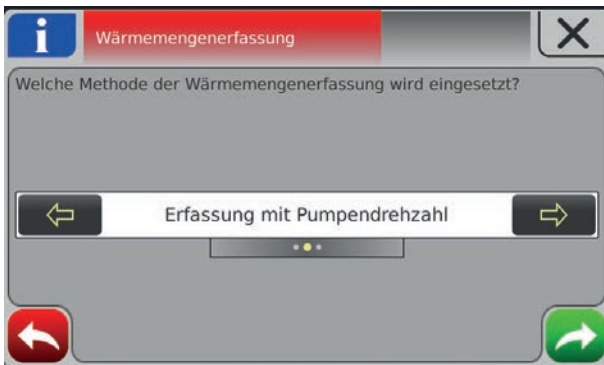 i
Wärmemengenerfassung
Welche Methode der Wärmemengenerfassung wird eingesetzt?
Erfassung mit Pumpendrehzahl